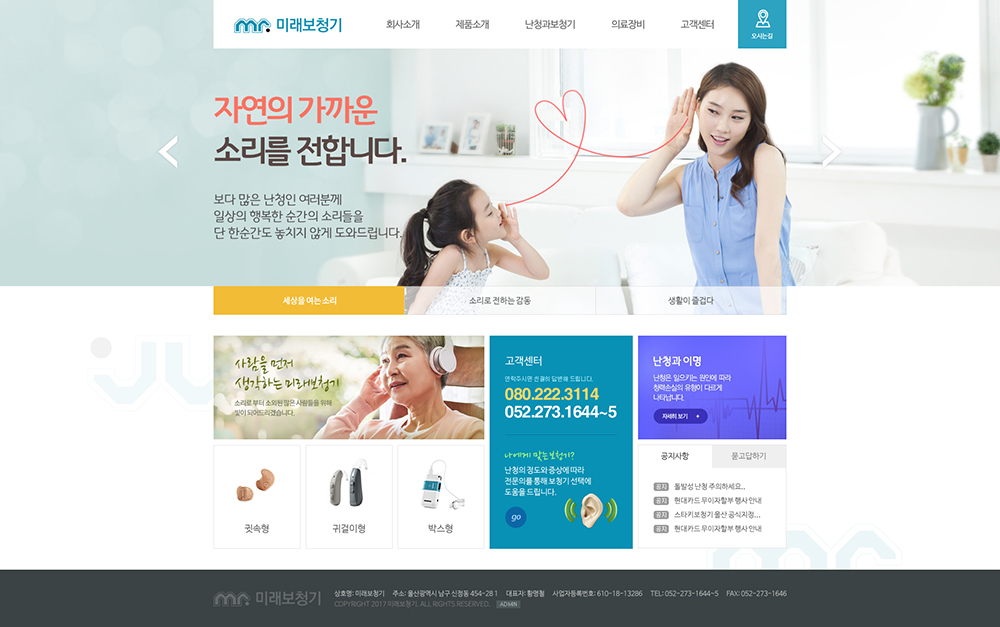 mr. 미래보청기
회사소개
제품소개
난청과보청기
의료장비
고객센터
오시는길
자연의 가까운
소리를 전합니다.
보다 많은 난청인 여러분께
일상의 행복한 순간의 소리들을
단 한순간도 놓치지 않게 도와드립니다.
세상을 여는 소리
소리로 전하는 감동
생활이 즐겁다
사람을 먼저
생각하는 미래보청기
소리로 부터 소외된 많은 사람들을 위해
빛이 되어드리겠습니다.
귓속형
귀걸이형
박스형
고객센터
연락주시면 친절히 답변해 드립니다.
080.222.3114
052.273.1644~5
나에게 맞는 보청기?
난청의 정도와 증상에 따라
전문의를 통해 보청기 선택에
도움을 드립니다.
go
난청과 이명
난청은 일으키는 원인에 따라
청력손실의 유형이 다르게
나타납니다.
자세히 보기 +
공지사항
묻고답하기
공지 돌발성 난청 주의하세요..
공지 현대카드 무이자할부 행사 안내
공지 스타키보청기 울산 공식지정...
공지 현대카드 무이자할부 행사 안내
mr. 미래보청기
상호명: 미래보청기 주소: 울산광역시 남구 신정동 454-28 1 대표자: 황명철 사업자등록번호: 610-18-13286 TEL: 052-273-1644~5 FAX: 052-273-1646
COPYRIGHT 2017 미래보청기. ALL RIGHTS RESERVED. ADMIN